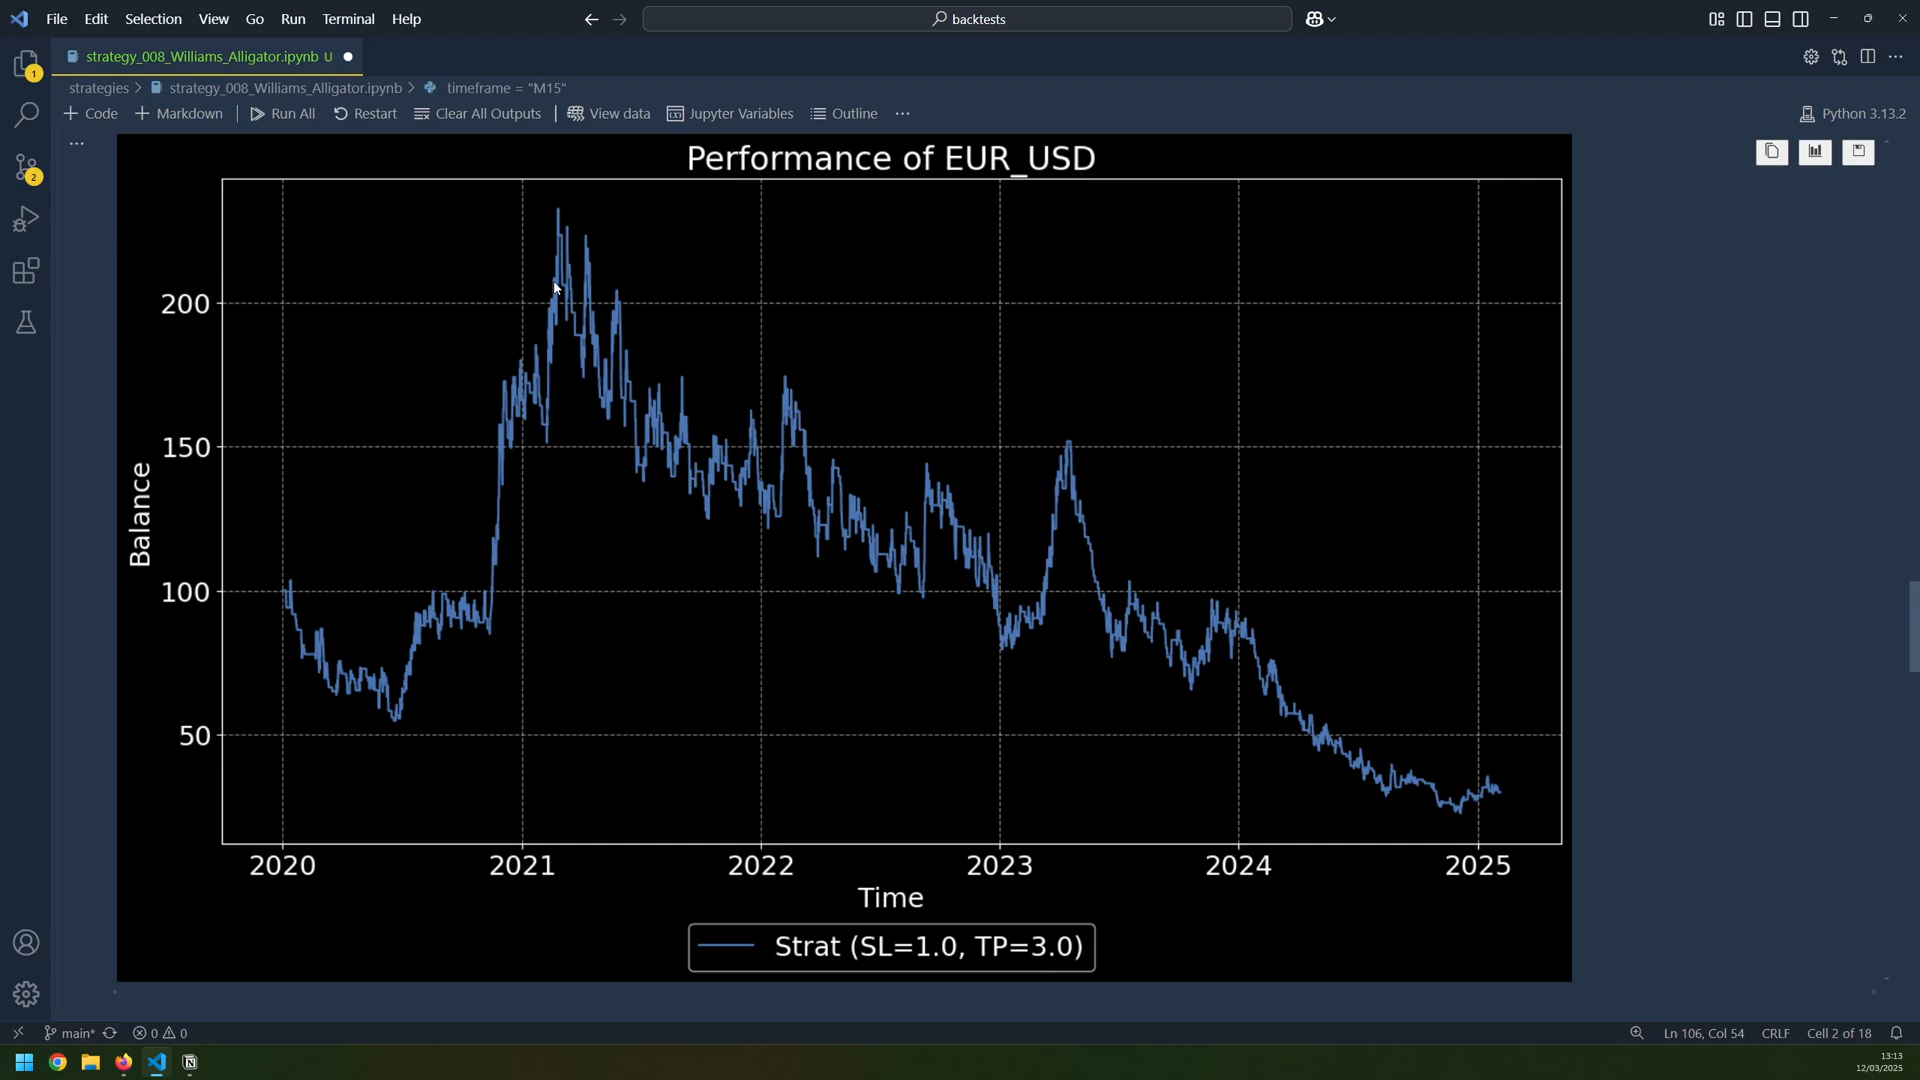 File Edit Selection View Go Run Terminal Help
backtests
strategy_008_Williams_Alligator.ipynb U
strategies > strategy_008_Williams_Alligator.ipynb > timeframe = "M15"
+ Code + Markdown Run All Restart Clear All Outputs View data Jupyter Variables Outline ... Python 3.13.2
1
2
...
Performance of EUR_USD
200
150
100
50
Balance
2020 2021 2022 2023 2024 2025
Time
Strat (SL=1.0, TP=3.0)
main* 0 0 Ln 106, Col 54 CRLF Cell 2 of 18
13:13
12/03/2025